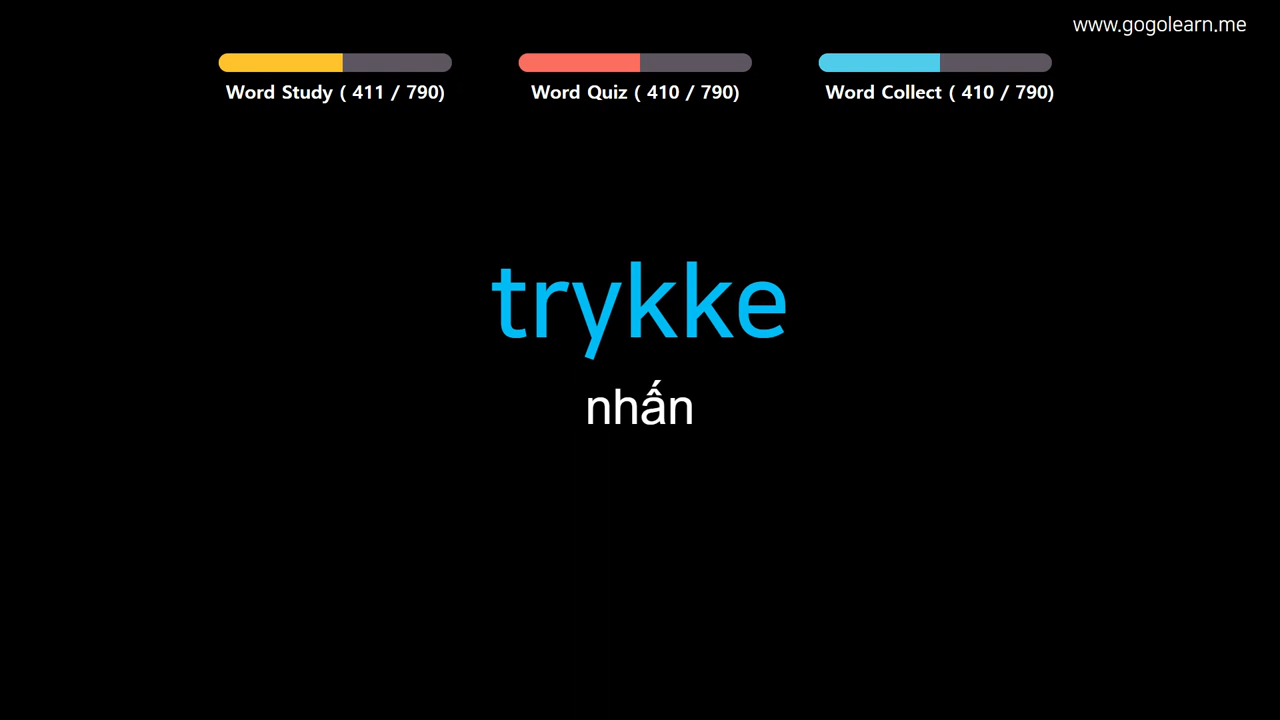 www.gogolearn.me
Word Study ( 411 / 790)
Word Quiz ( 410 / 790)
Word Collect ( 410 / 790)
trykke
nhấn